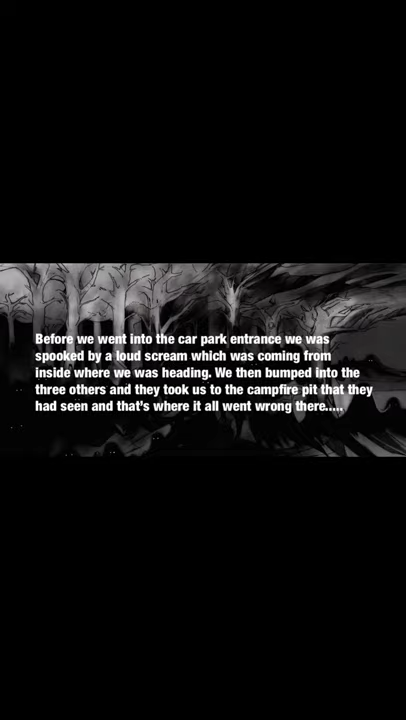 Before we went into the car park entrance we was
spooked by a loud scream which was coming from
inside where we was heading. We then bumped into the
three others and they took us to the campfire pit that they
had seen and that's where it all went wrong there.....